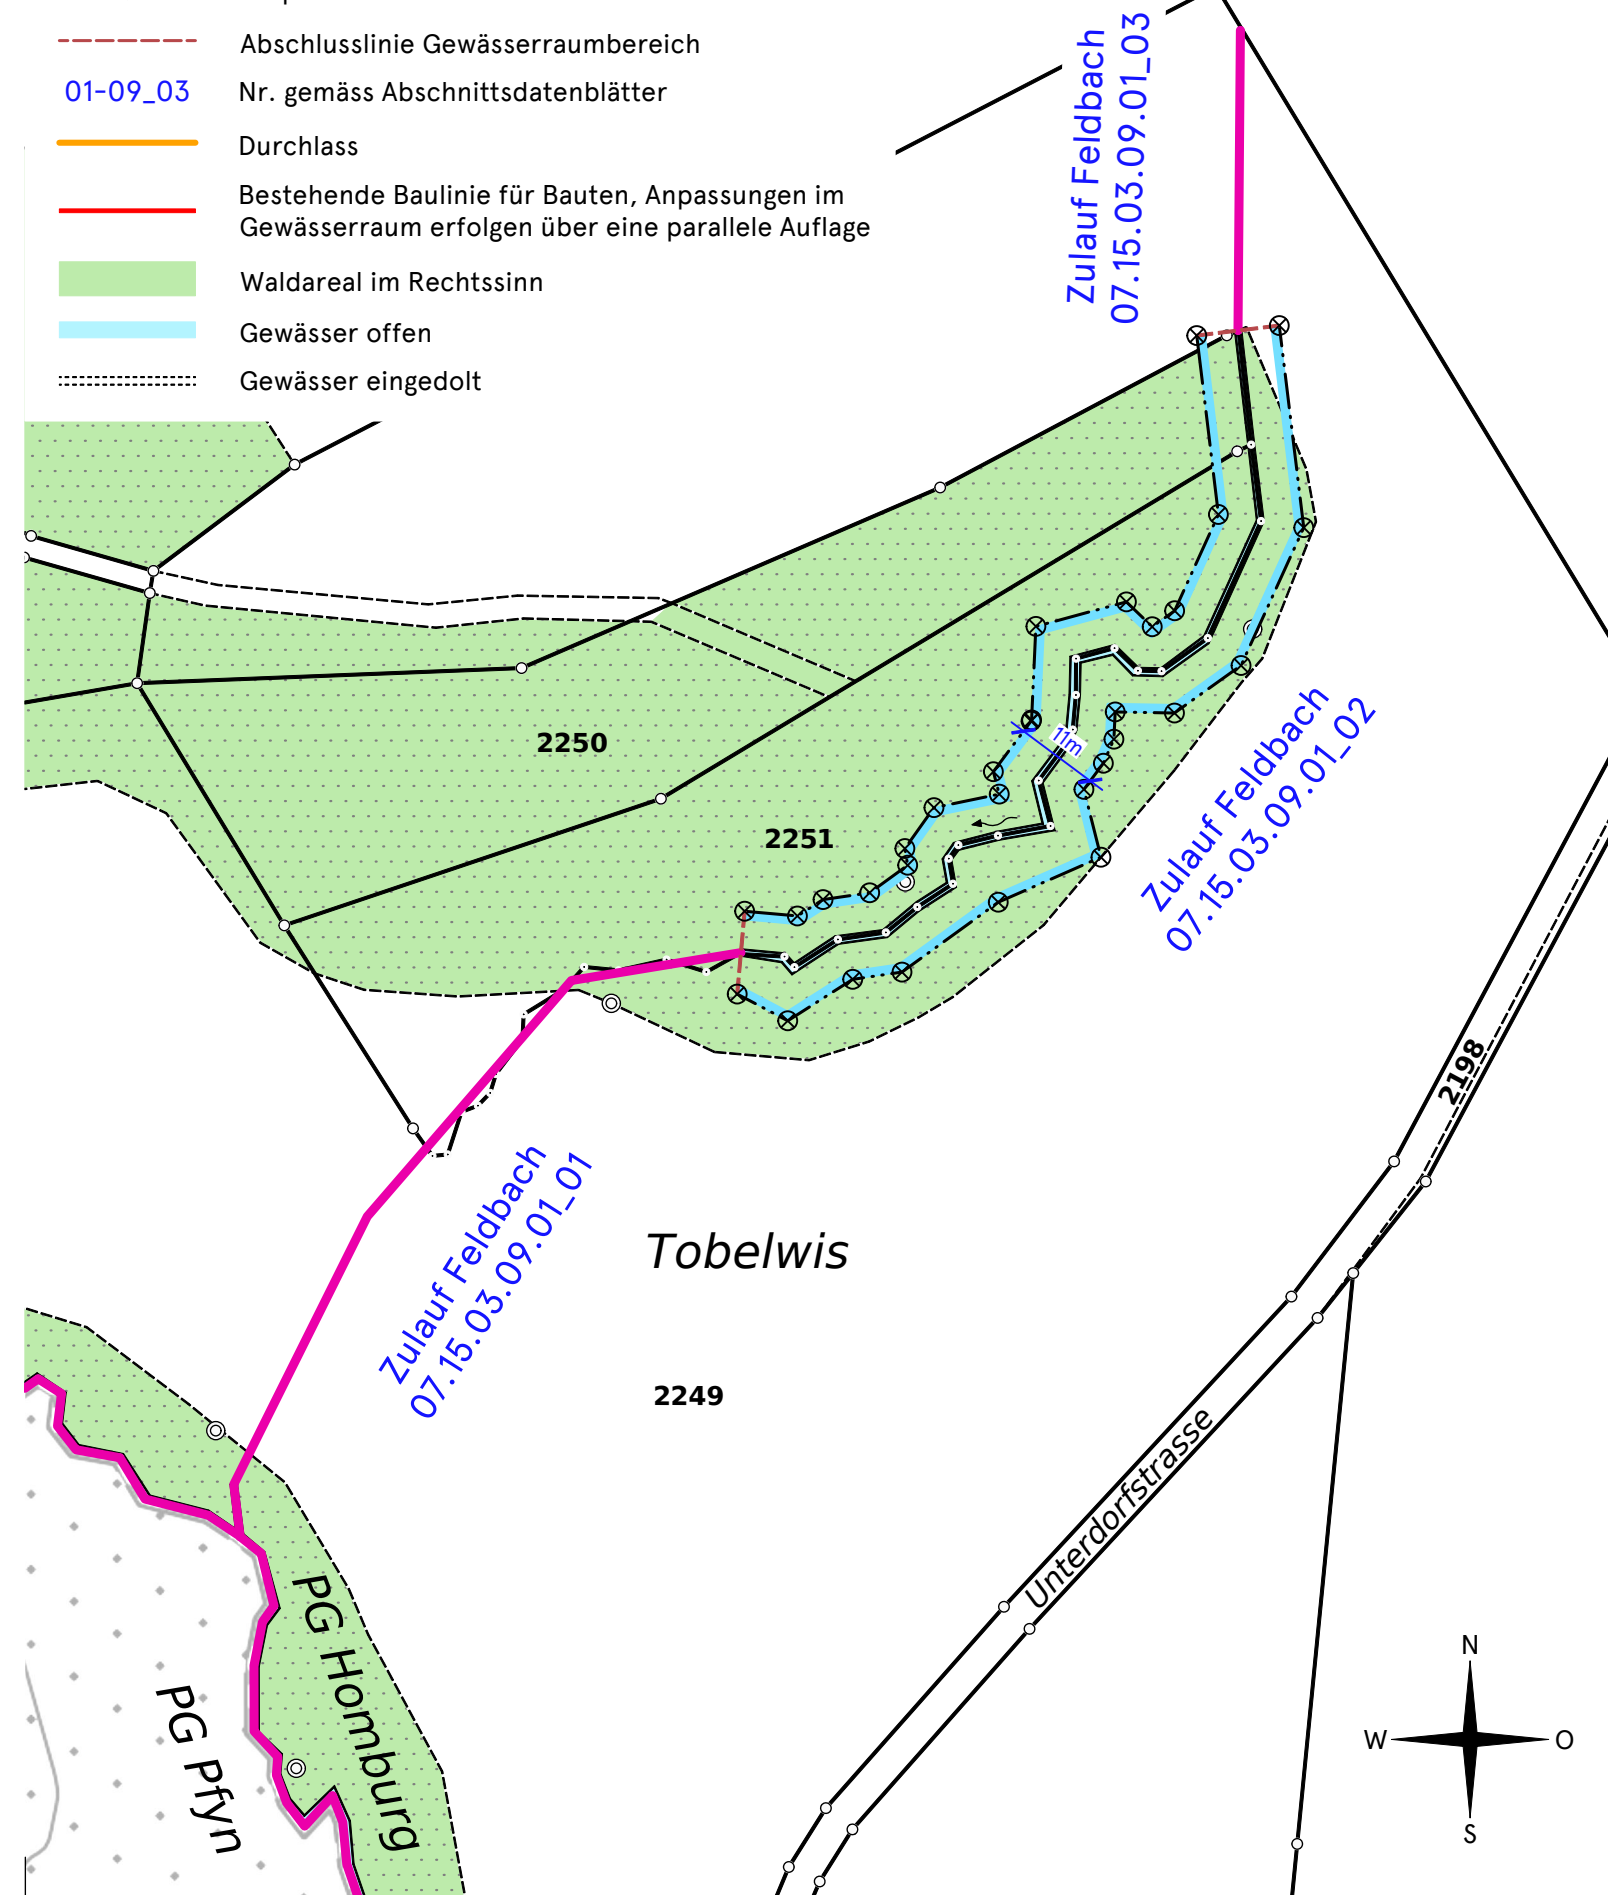 Abschlusslinie Gewässerraumbereich
01-09_03 Nr. gemäss Abschnittsdatenblätter
Durchlass
Bestehende Baulinie für Bauten, Anpassungen im
Gewässerraum erfolgen über eine parallele Auflage
Waldareal im Rechtssinn
Gewässer offen
Gewässer eingedolt
Zulauf Feldbach
07.15.03.09.01_03
2250
11m
2251
Zulauf Feldbach
07.15.03.09.01_02
2198
Zulauf Feldbach
07.15.03.09.01_01
Tobelwis
2249
Unterdorfstrasse
PG Homburg
PG Pfyn
N
W O
S